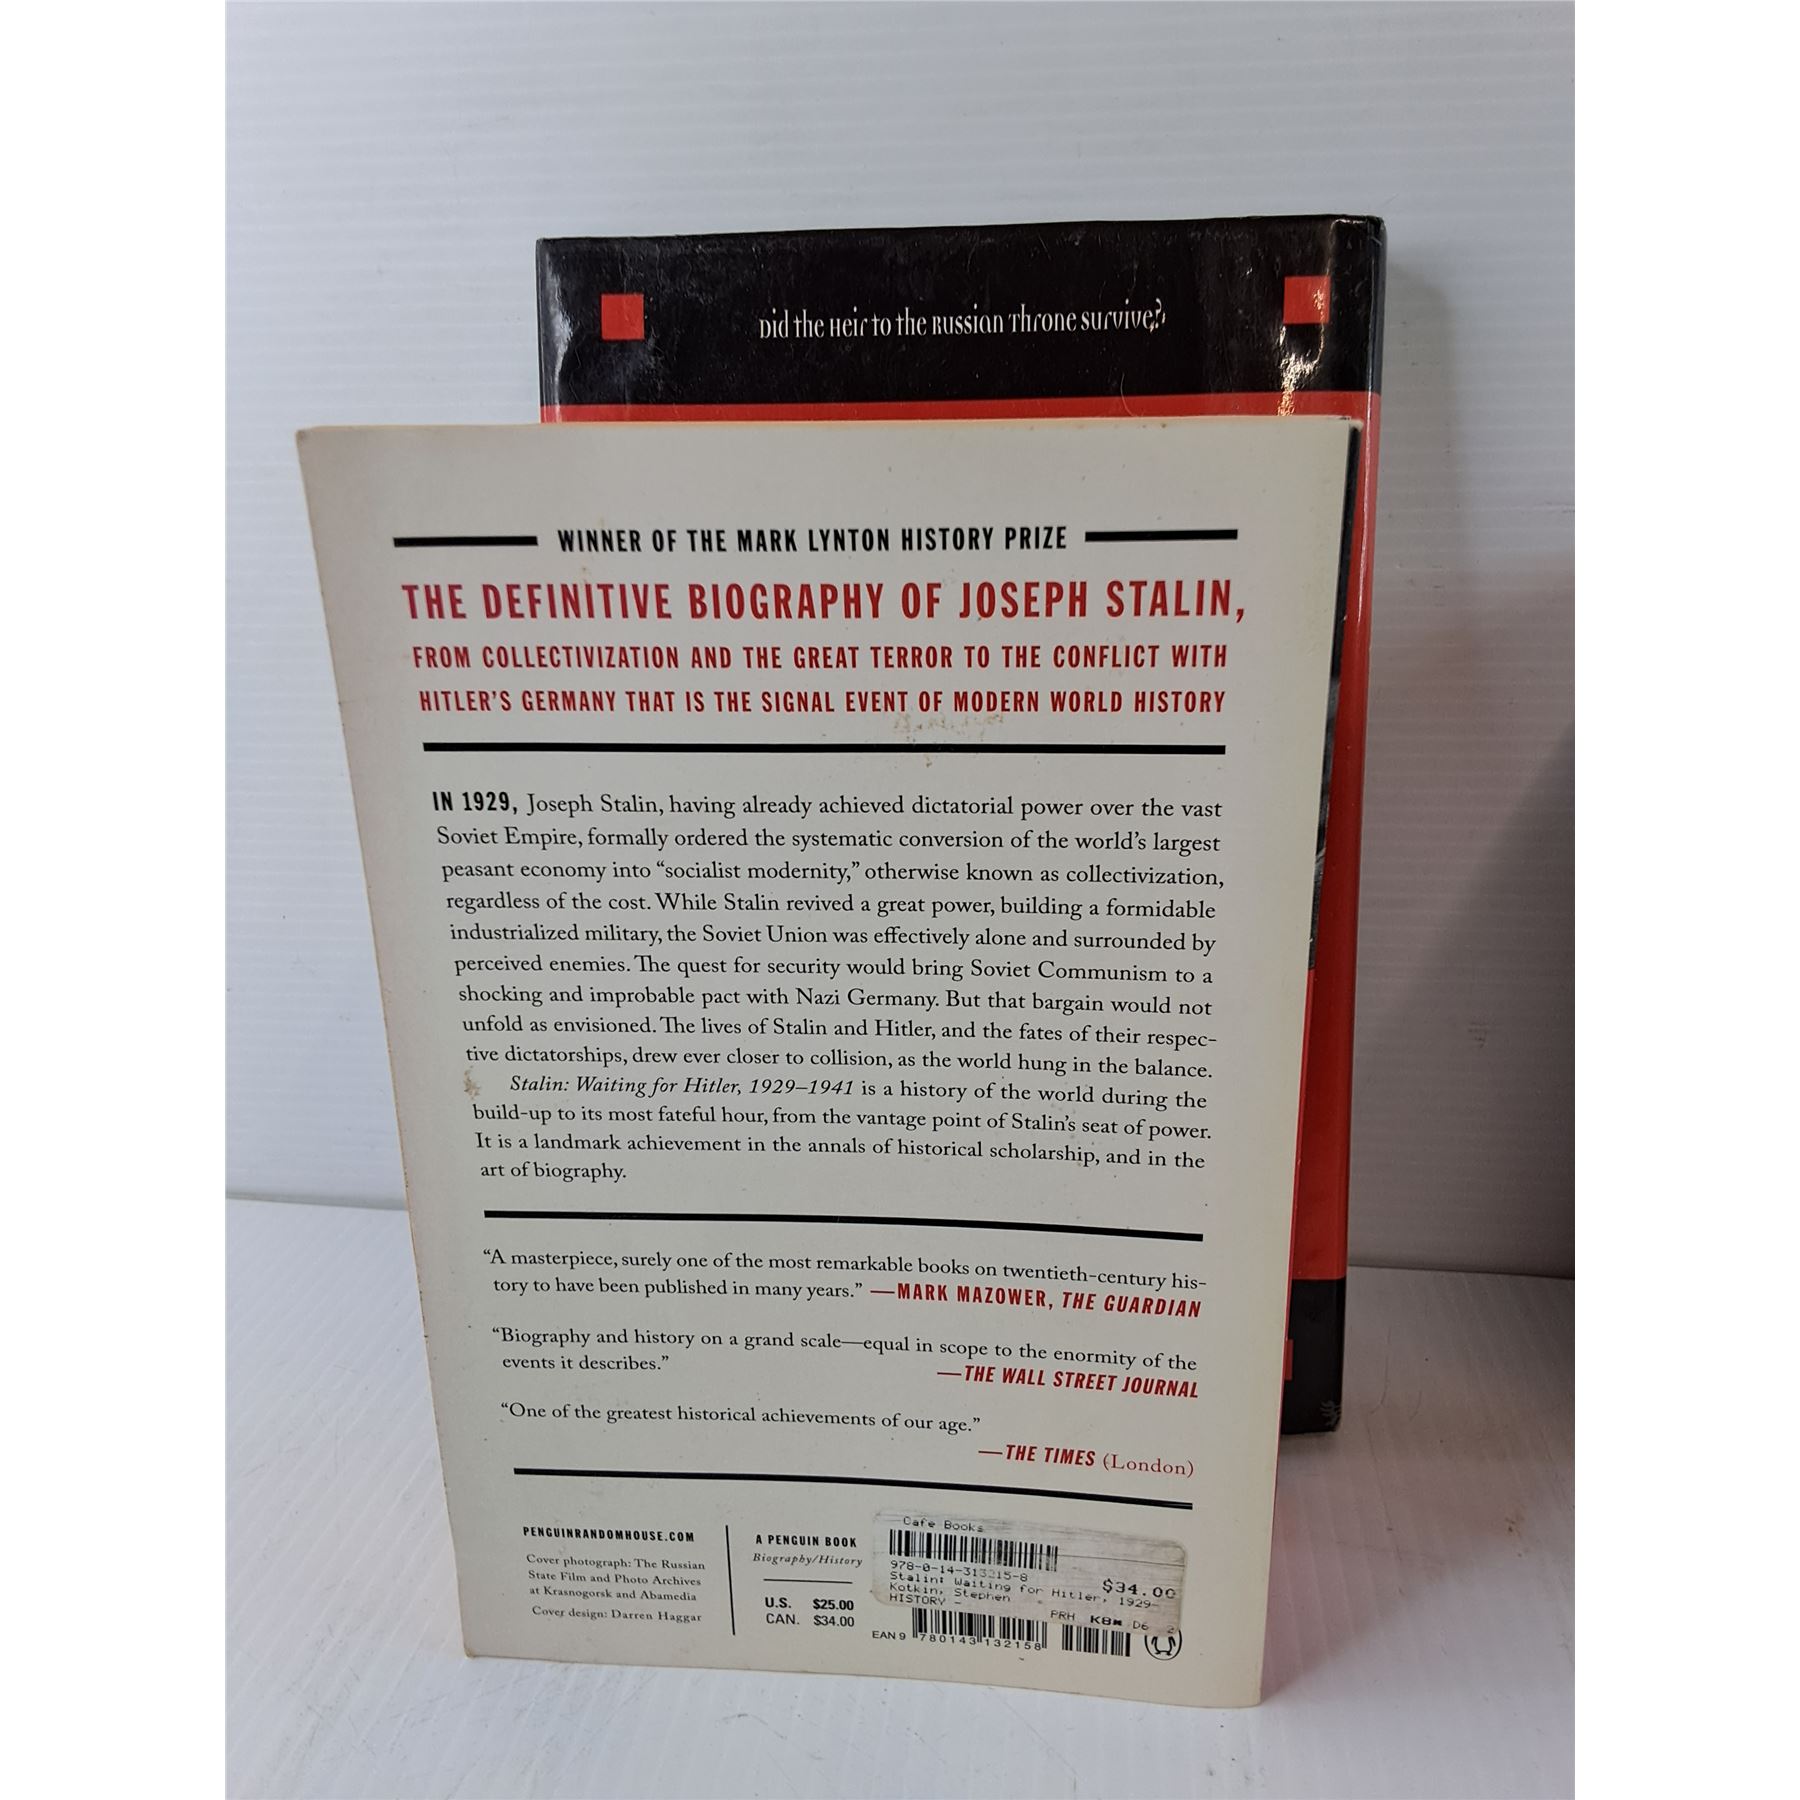 Did the Heir to the Russian Throne Survive?
WINNER OF THE MARK LYNTON HISTORY PRIZE
THE DEFINITIVE BIOGRAPHY OF JOSEPH STALIN,
FROM COLLECTIVIZATION AND THE GREAT TERROR TO THE CONFLICT WITH
HITLER'S GERMANY THAT IS THE SIGNAL EVENT OF MODERN WORLD HISTORY
IN 1929, Joseph Stalin, having already achieved dictatorial power over the vast
Soviet Empire, formally ordered the systematic conversion of the world's largest
peasant economy into “socialist modernity,” otherwise known as collectivization,
regardless of the cost. While Stalin revived a great power, building a formidable
industrialized military, the Soviet Union was effectively alone and surrounded by
perceived enemies. The quest for security would bring Soviet Communism to a
shocking and improbable pact with Nazi Germany. But that bargain would not
unfold as envisioned. The lives of Stalin and Hitler, and the fates of their respec-
tive dictatorships, drew ever closer to collision, as the world hung in the balance.
Stalin: Waiting for Hitler, 1929–1941 is a history of the world during the
build-up to its most fateful hour, from the vantage point of Stalin's seat of power.
It is a landmark achievement in the annals of historical scholarship, and in the
art of biography.
“A masterpiece, surely one of the most remarkable books on twentieth-century his-
tory to have been published in many years.” —MARK MAZOWER, THE GUARDIAN
“Biography and history on a grand scale—equal in scope to the enormity of the
events it describes.”
—THE WALL STREET JOURNAL
“One of the greatest historical achievements of our age.”
—THE TIMES (London)
PENGUINRANDOMHOUSE.COM
Cover photograph: The Russian
State Film and Photo Archives
at Krasnogorsk and Abamedia
Cover design: Darren Haggar
A PENGUIN BOOK
Biography/History
U.S. $25.00
CAN. $34.00
Cafe Books
978-0-14-313215-8
$34.00
Stalin: Waiting for Hitler, 1929-
Kotkin, Stephen
HISTORY -
PRH KBM D6 2
EAN 9 780143 132158